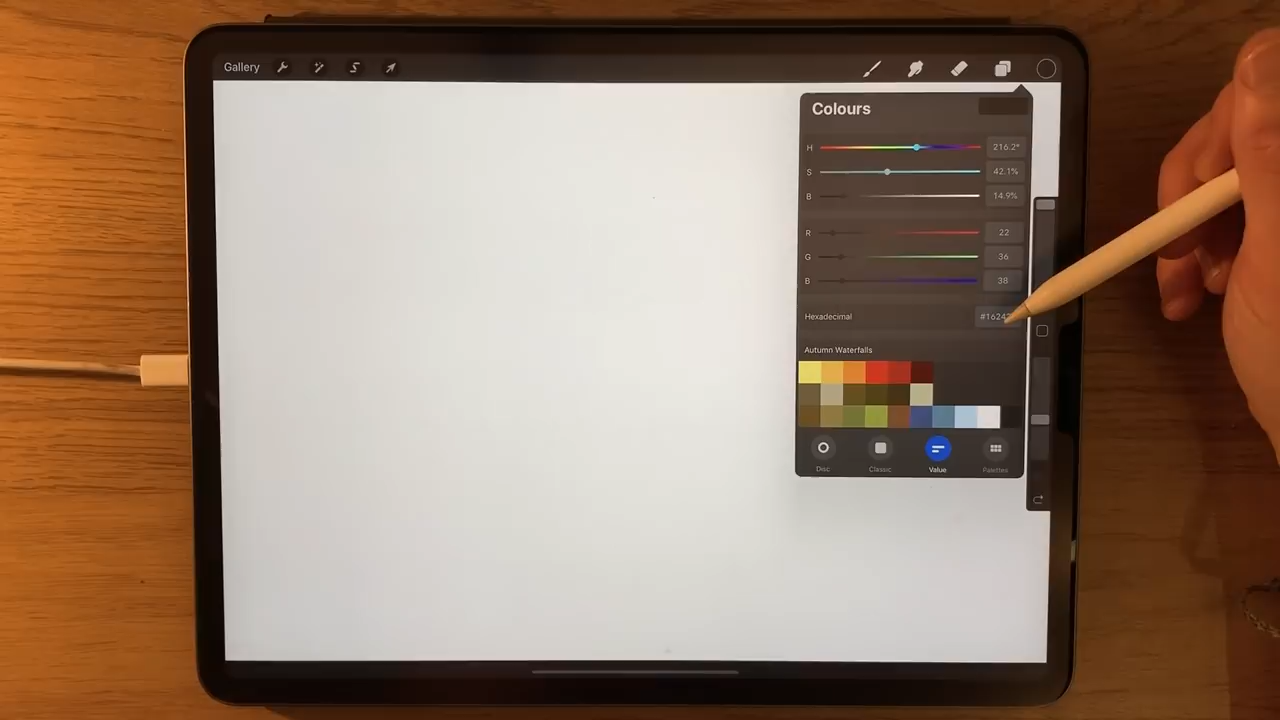 Gallery
Colours
H 216.2°
S 42.1%
B 14.9%
R 22
G 36
B 38
Hexadecimal
Autumn Waterfalls
Disc Classic Value Palettes